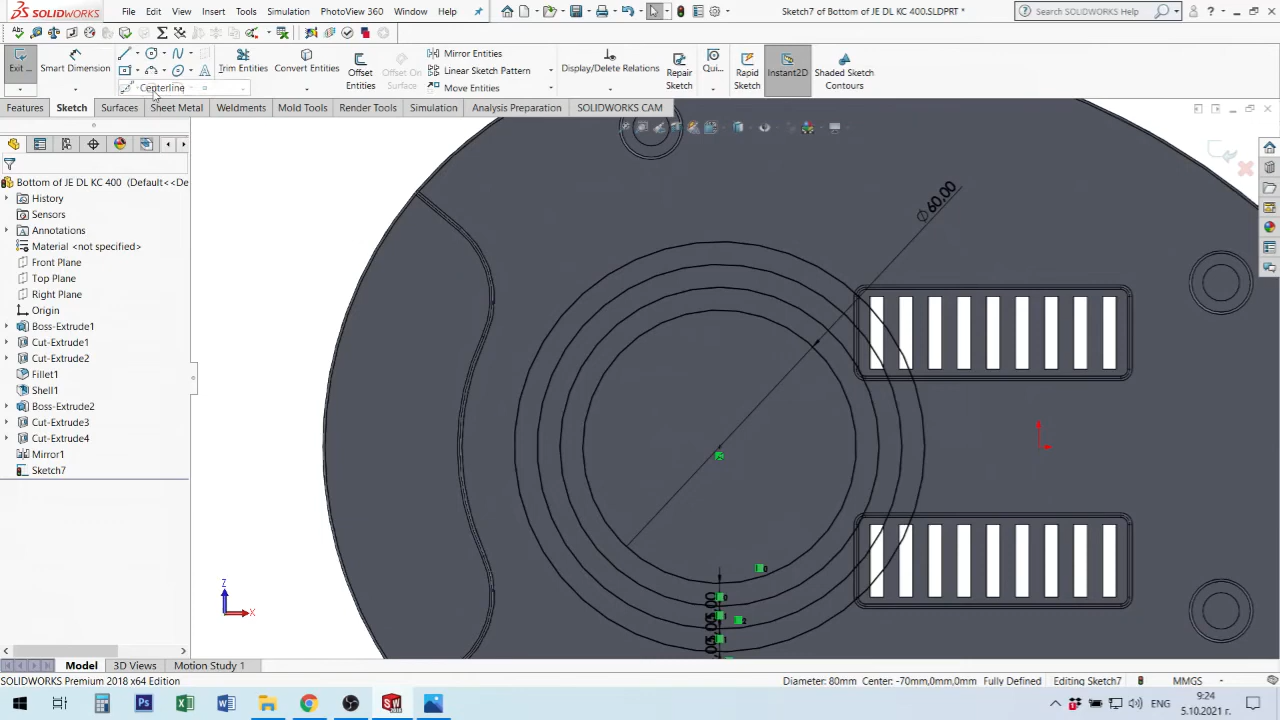 SOLIDWORKS File Edit View Insert Tools Simulation PhotoView 360 Window Help Sketch7 of Bottom of JE DL KC 400.SLDPRT * Search SOLIDWORKS Help
Exit ... Smart Dimension Trim Entities Convert Entities Offset Entities Offset On Surface Mirror Entities Display/Delete Relations Repair Sketch Qui... Rapid Sketch Instant2D Shaded Sketch Contours
Linear Sketch Pattern
Centerline Move Entities
Features Sketch Surfaces Sheet Metal Weldments Mold Tools Render Tools Simulation Analysis Preparation SOLIDWORKS CAM
Bottom of JE DL KC 400 (Default<<De
History
Sensors
Annotations
Material <not specified>
Front Plane
Top Plane
Right Plane
Origin
Boss-Extrude1
Cut-Extrude1
Cut-Extrude2
Fillet1
Shell1
Boss-Extrude2
Cut-Extrude3
Cut-Extrude4
Mirror1
Sketch7
∅60,00
Z
X
Model 3D Views Motion Study 1
SOLIDWORKS Premium 2018 x64 Edition Diameter: 80mm Center: -70mm,0mm,0mm Fully Defined Editing Sketch7 MMGS
ENG 9:24
5.10.2021 г.